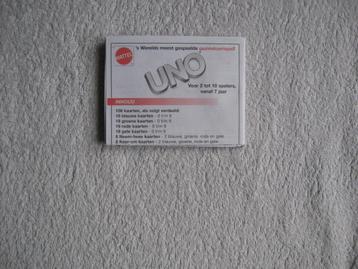 MATTEL
's Werelds meest gespeelde gezinskaartspel!
UNO
Voor 2 tot 10 spelers,
vanaf 7 jaar
INHOUD
108 kaarten, als volgt verdeeld:
19 blauwe kaarten - 0 t/m 9
19 groene kaarten - 0 t/m 9
19 rode kaarten - 0 t/m 9
19 gele kaarten - 0 t/m 9
8 Neem-twee kaarten - 2 blauwe, groene, rode en gele
8 Keer-om kaarten - 2 blauwe, groene, rode en gele